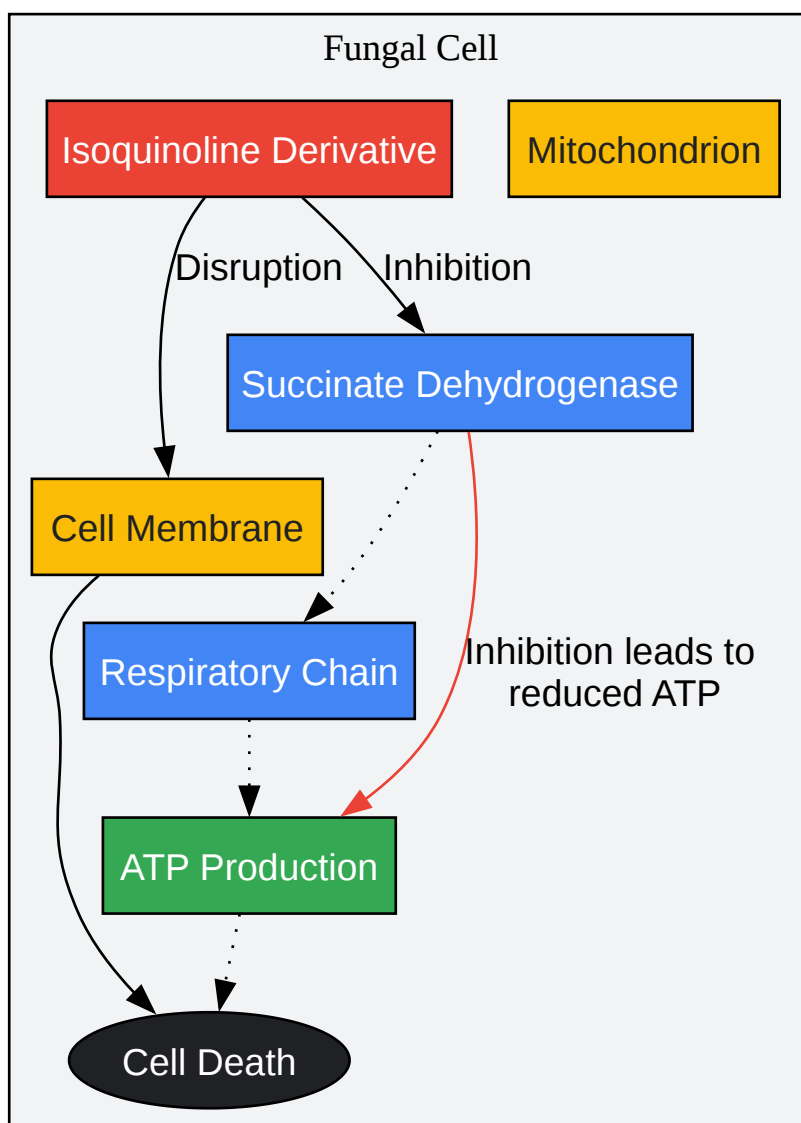 Fungal Cell
Isoquinoline Derivative
Mitochondrion
Disruption
Inhibition
Succinate Dehydrogenase
Cell Membrane
Respiratory Chain
Inhibition leads to
reduced ATP
ATP Production
Cell Death